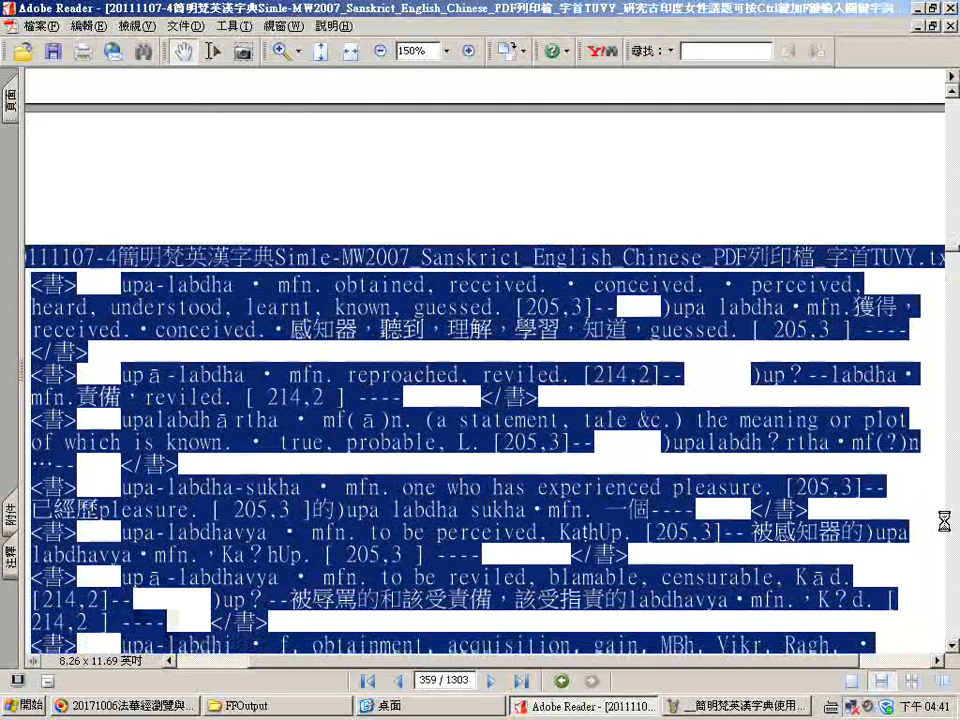 Adobe Reader - [20111107-4簡明梵英漢字典Simle-MW2007_Sanskrict_English_Chinese_PDF列印檔_字首TUVY_研究古印度女性議題可按Ctrl鍵加F鍵輸入關鍵字詞...
檔案(F) 編輯(E) 檢視(V) 文件(D) 工具(T) 視窗(W) 說明(H)
150% Y! 尋找：
頁面
111107-4簡明梵英漢字典Simle-MW2007_Sanskrict_English_Chinese_PDF列印檔_字首TUVY.tx
<書> upa-labdha • mfn. obtained, received. • conceived. • perceived,
heard, understood, learnt, known, guessed. [205,3]-- )upa labdha•mfn.獲得，
received.•conceived.•感知器，聽到，理解，學習，知道，guessed. [ 205.3 ] ----
</書>
<書> upā-labdha • mfn. reproached, reviled. [214,2]-- )up？--labdha•
mfn.責備，reviled. [ 214,2 ] ---- </書>
<書> upalabdhārtha • mf(ā)n. (a statement, tale &c.) the meaning or plot
of which is known. • true, probable, L. [205,3]-- )upalabdh？rtha•mf(?)n
…-- </書>
<書> upa-labdha-sukha • mfn. one who has experienced pleasure. [205,3]--
已經歷pleasure. [ 205,3 ]的)upa labdha sukha•mfn. 一個---- </書>
<書> upa-labdhavya • mfn. to be perceived, KaṭhUp. [205,3]-- 被感知器的)upa
labdhavya•mfn.，Ka？hUp. [ 205,3 ] ---- </書>
<書> upā-labdhavya • mfn. to be reviled, blamable, censurable, Kād.
[214,2]-- )up？--被辱罵的和該受責備，該受指責的labdhavya•mfn.，K？d. [
214,2 ] ---- </書>
<書> upa-labdhi • f. obtainment, acquisition, gain, MBh. Vikr. Ragh. •
附件
注釋
8.26 x 11.69 英吋
359 / 1303
開始 20171006法華經瀏覽與... FFOutput 桌面 Adobe Reader - [2011110... __簡明梵英字典使用... 下午 04:41